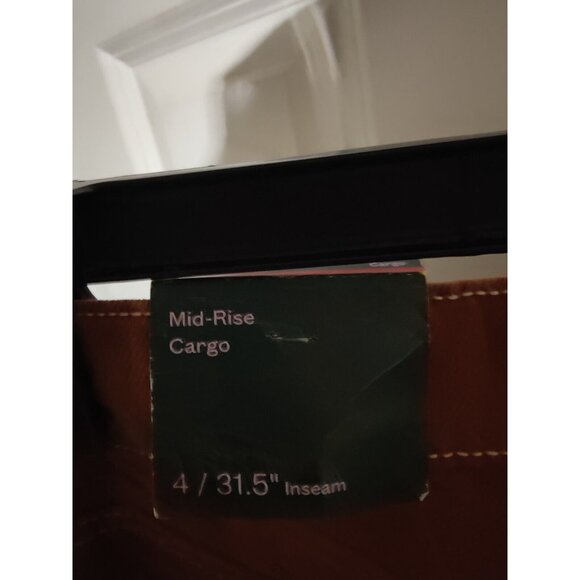 Mid-Rise
Cargo
4 / 31.5" Inseam